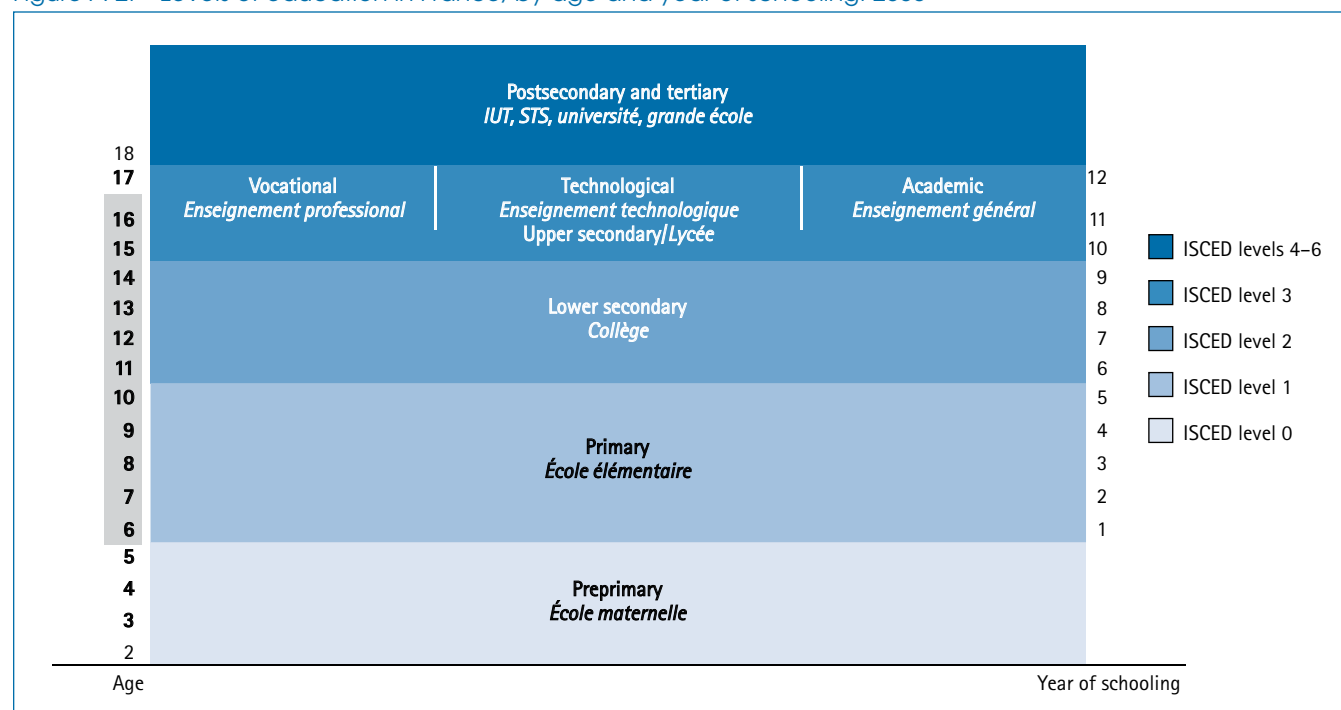 Postsecondary and tertiary
IUT, STS, université, grande école
18
17
16
15
14
13
12
11
10
9
8
7
6
5
4
3
2
Vocational
Enseignement professional
Technological
Enseignement technologique
Upper secondary/Lycée
Academic
Enseignement général
Lower secondary
Collège
Primary
École élémentaire
Preprimary
École maternelle
12
11
10
9
8
7
6
5
4
3
2
1
ISCED levels 4–6
ISCED level 3
ISCED level 2
ISCED level 1
ISCED level 0
Age
Year of schooling